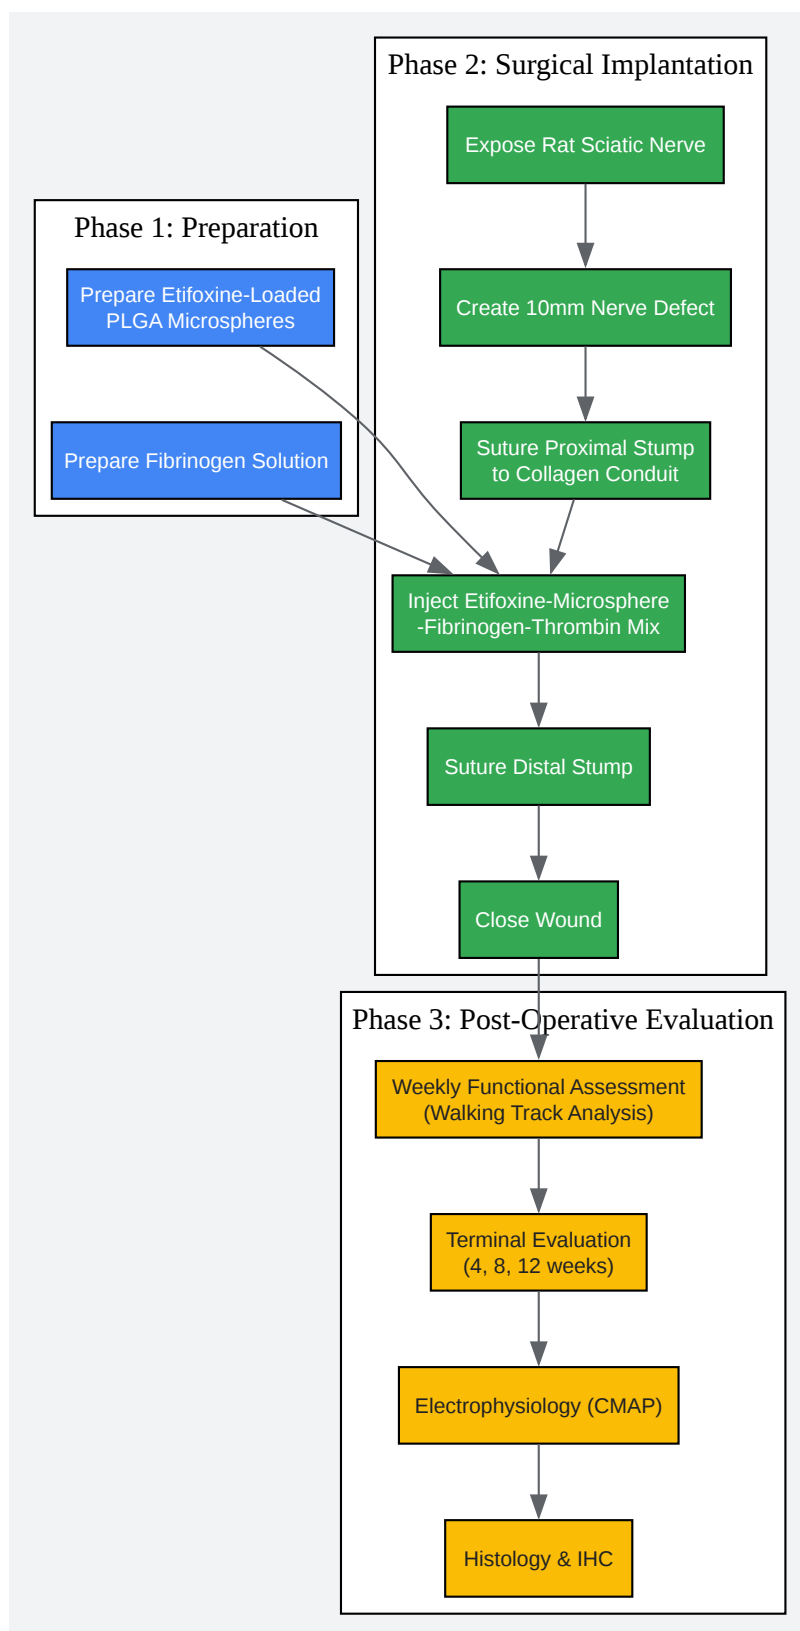 Phase 1: Preparation
Prepare Etifoxine-Loaded
PLGA Microspheres
Prepare Fibrinogen Solution
Phase 2: Surgical Implantation
Expose Rat Sciatic Nerve
Create 10mm Nerve Defect
Suture Proximal Stump
to Collagen Conduit
Inject Etifoxine-Microsphere
-Fibrinogen-Thrombin Mix
Suture Distal Stump
Close Wound
Phase 3: Post-Operative Evaluation
Weekly Functional Assessment
(Walking Track Analysis)
Terminal Evaluation
(4, 8, 12 weeks)
Electrophysiology (CMAP)
Histology & IHC